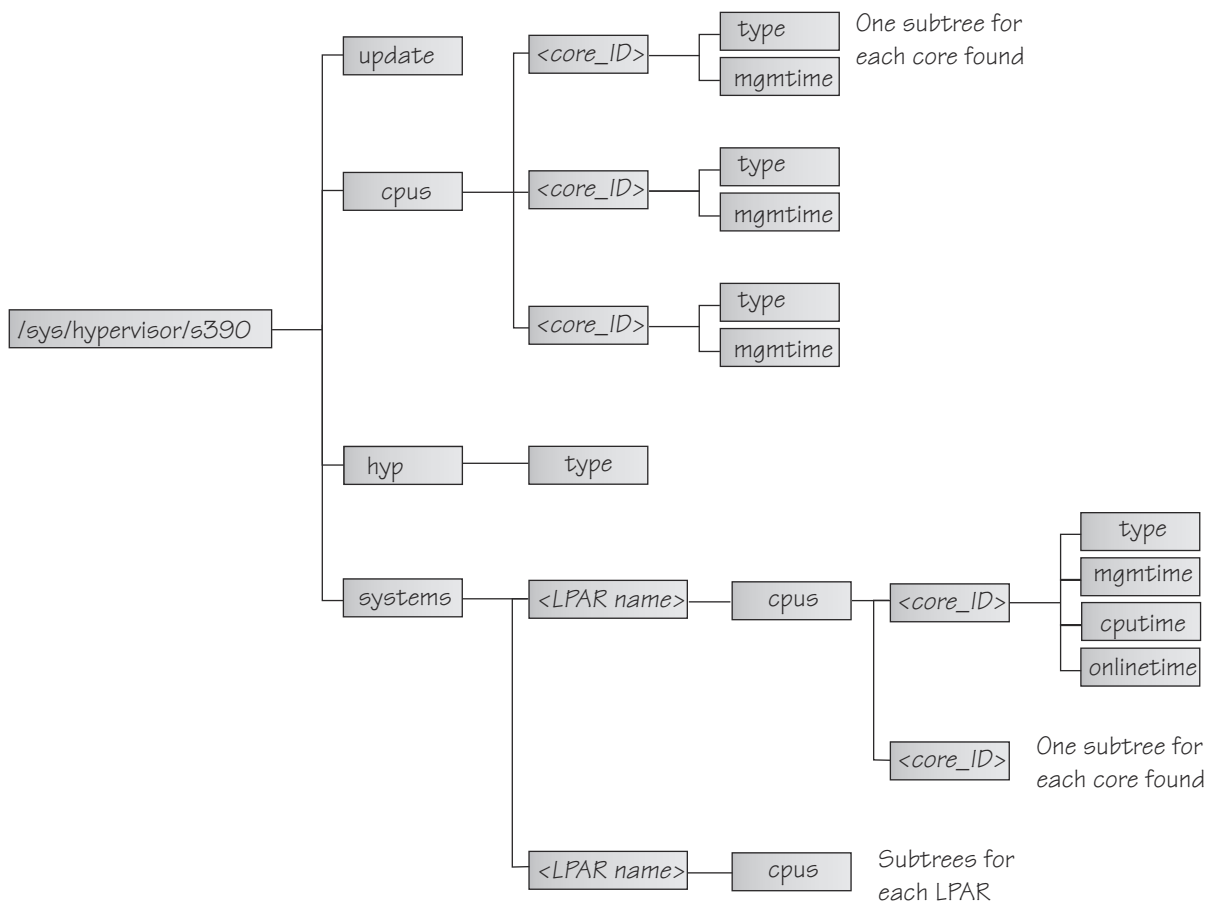 type
One subtree for
each core found
update
<core_ID>
mgmtime
type
cpus
<core_ID>
mgmtime
type
/sys/hypervisor/s390
<core_ID>
mgmtime
hyp
type
type
mgmtime
systems
<LPAR name>
cpus
<core_ID>
cputime
onlinetime
<core_ID>
One subtree for
each core found
<LPAR name>
cpus
Subtrees for
each LPAR